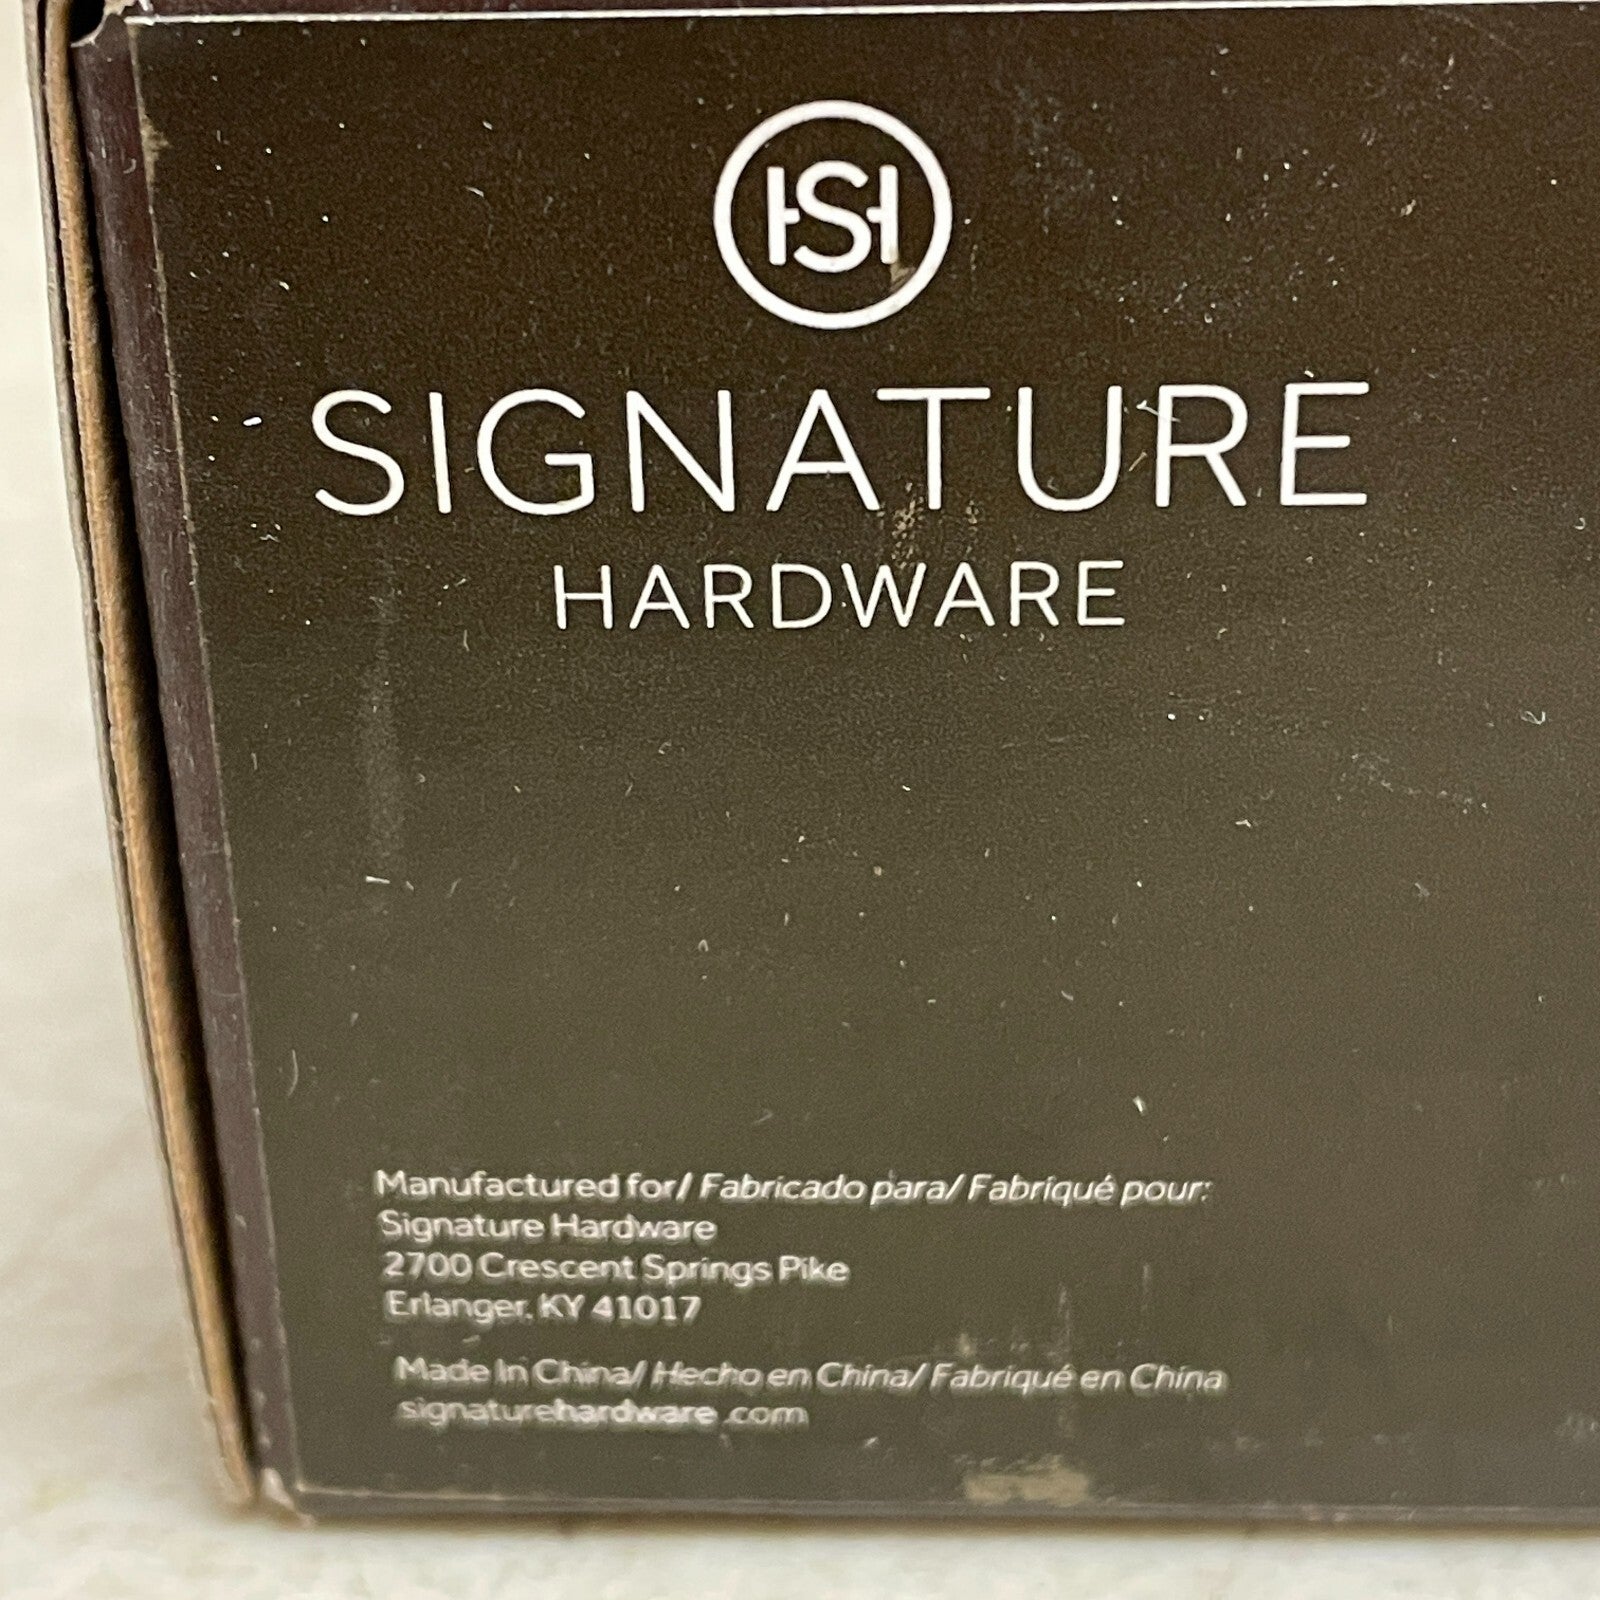 HSH
SIGNATURE
HARDWARE
Manufactured for/ Fabricado para/ Fabriqué pour:
Signature Hardware
2700 Crescent Springs Pike
Erlanger, KY 41017
Made In China/ Hecho en China/ Fabriqué en China
signaturehardware.com